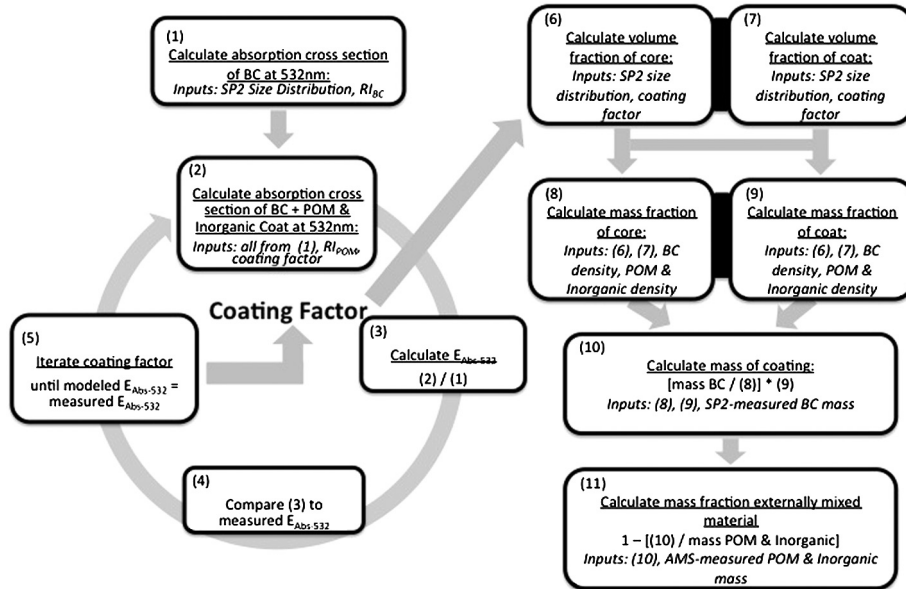 (1)
Calculate absorption cross section
of BC at 532nm:
Inputs: SP2 Size Distribution, RI_BC
(2)
Calculate absorption cross
section of BC + POM &
Inorganic Coat at 532nm:
Inputs: all from (1), RI_POM,
coating factor
Coating Factor
(3)
Calculate E_Abs-532
(2) / (1)
(4)
Compare (3) to
measured E_Abs-532
(5)
Iterate coating factor
until modeled E_Abs-532 =
measured E_Abs-532
(6)
Calculate volume
fraction of core:
Inputs: SP2 size
distribution, coating
factor
(7)
Calculate volume
fraction of coat:
Inputs: SP2 size
distribution, coating
factor
(8)
Calculate mass fraction
of core:
Inputs: (6), (7), BC
density, POM &
Inorganic density
(9)
Calculate mass fraction
of coat:
Inputs: (6), (7), BC
density, POM &
Inorganic density
(10)
Calculate mass of coating:
[mass BC / (8)] * (9)
Inputs: (8), (9), SP2-measured BC mass
(11)
Calculate mass fraction externally mixed
material
1 – [(10) / mass POM & Inorganic]
Inputs: (10), AMS-measured POM & Inorganic
mass